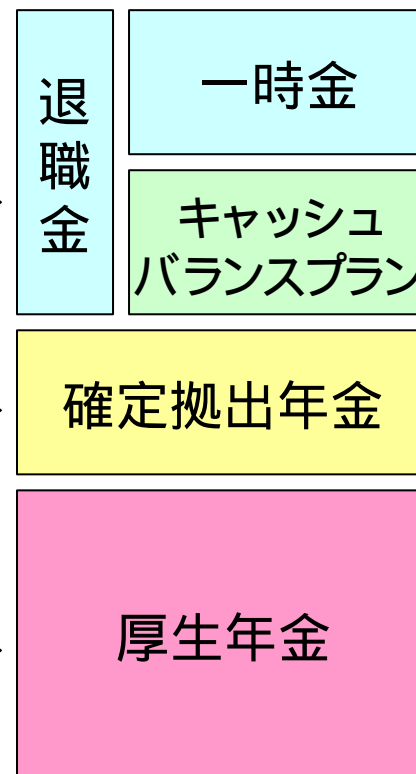 退職金
一時金
キャッシュ
バランスプラン
確定拠出年金
厚生年金